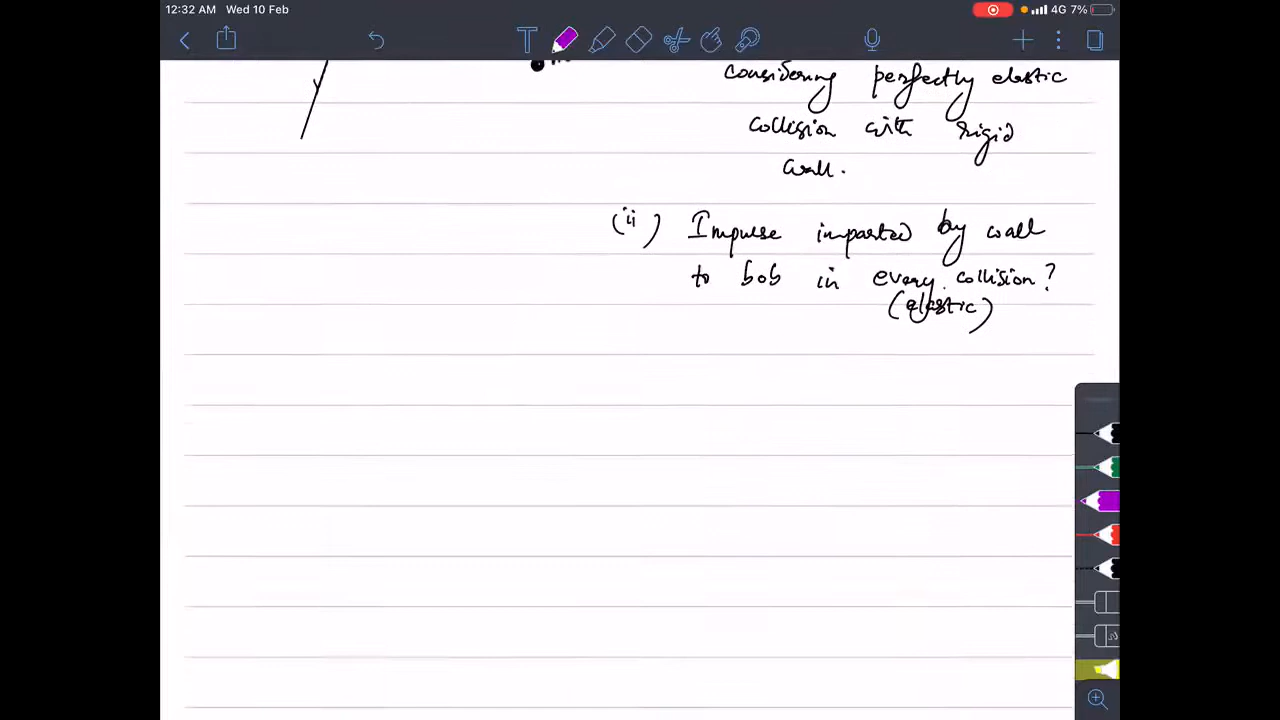 12:32 AM Wed 10 Feb
4G 7%
T
considering perfectly elastic
collision with rigid
wall.
(ii) Impulse imparted by wall
to bob in every collision?
(elastic)